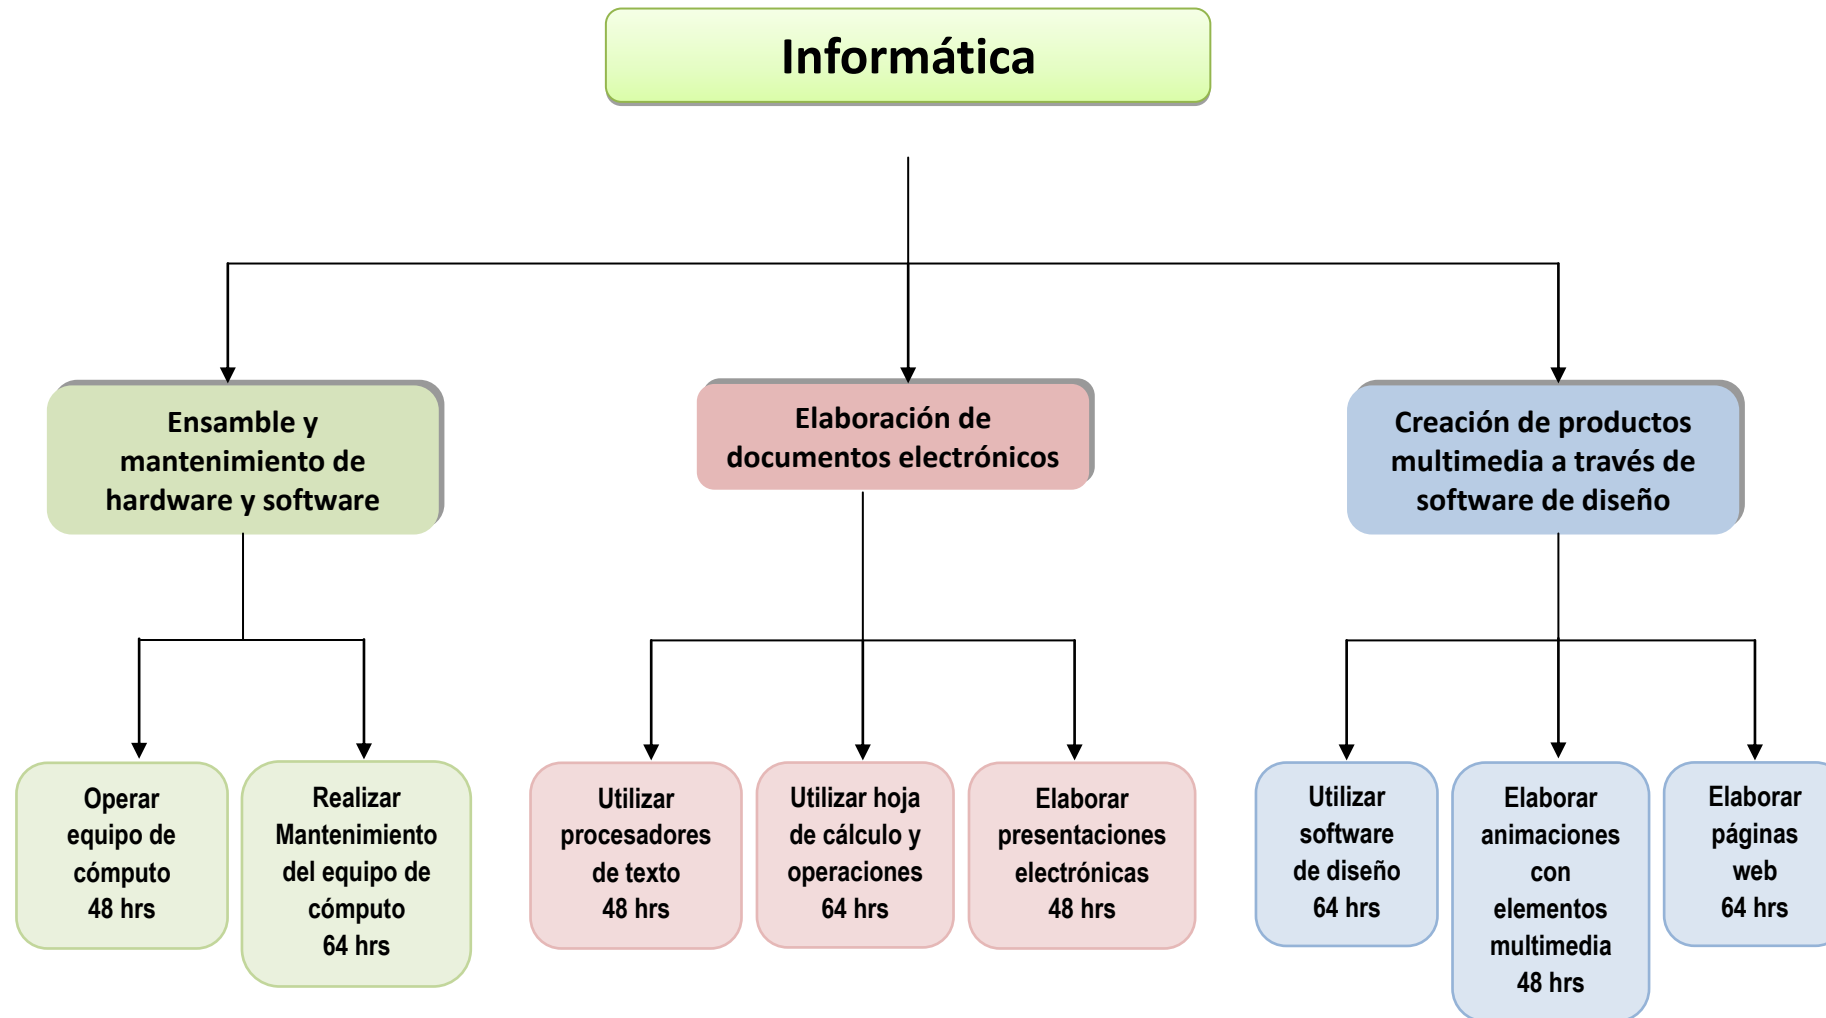 Informática
Ensamble y
mantenimiento de
hardware y software
Elaboración de
documentos electrónicos
Creación de productos
multimedia a través de
software de diseño
Operar
equipo de
cómputo
48 hrs
Realizar
Mantenimiento
del equipo de
cómputo
64 hrs
Utilizar
procesadores
de texto
48 hrs
Utilizar hoja
de cálculo y
operaciones
64 hrs
Elaborar
presentaciones
electrónicas
48 hrs
Utilizar
software
de diseño
64 hrs
Elaborar
animaciones
con
elementos
multimedia
48 hrs
Elaborar
páginas
web
64 hrs